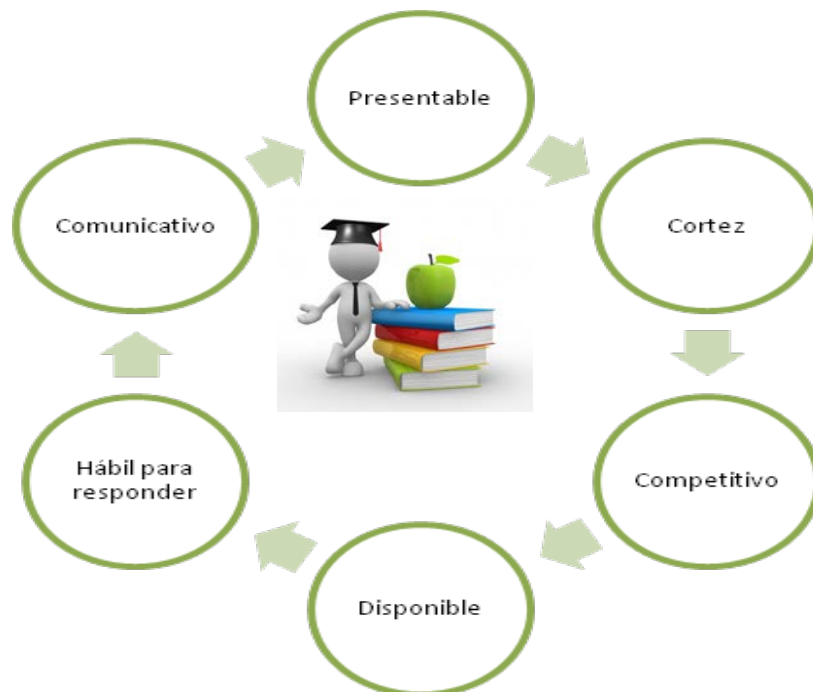 Presentable
Cortez
Competitivo
Disponible
Hábil para
responder
Comunicativo